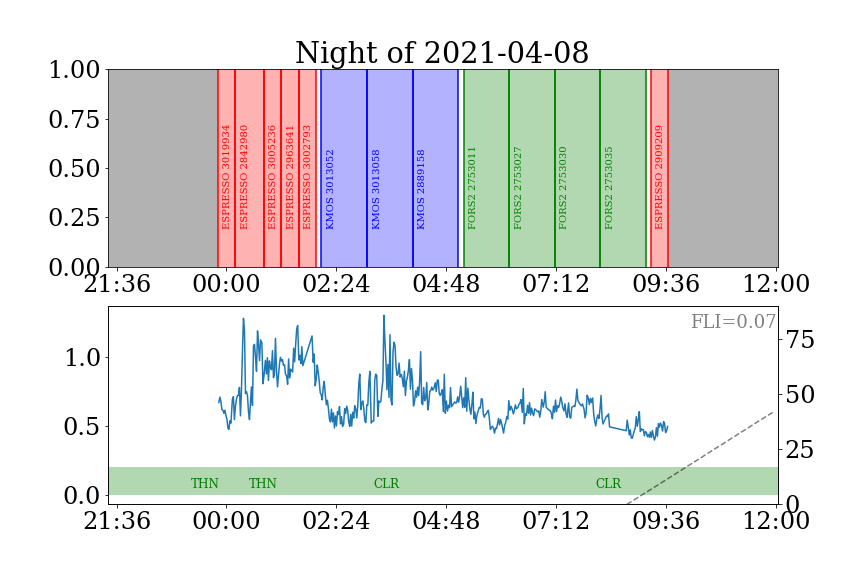 Night of 2021-04-08
1.00
0.75
0.50
0.25
0.00
ESPRESSO 3019934
ESPRESSO 2842980
ESPRESSO 3005236
ESPRESSO 2963641
ESPRESSO 3002793
KMOS 3013052
KMOS 3013058
KMOS 2889158
FORS2 2753011
FORS2 2753027
FORS2 2753030
FORS2 2753035
ESPRESSO 2909209
21:36 00:00 02:24 04:48 07:12 09:36 12:00
FLI=0.07
1.0
0.5
0.0
75
50
25
0
THN THN CLR CLR
21:36 00:00 02:24 04:48 07:12 09:36 12:00